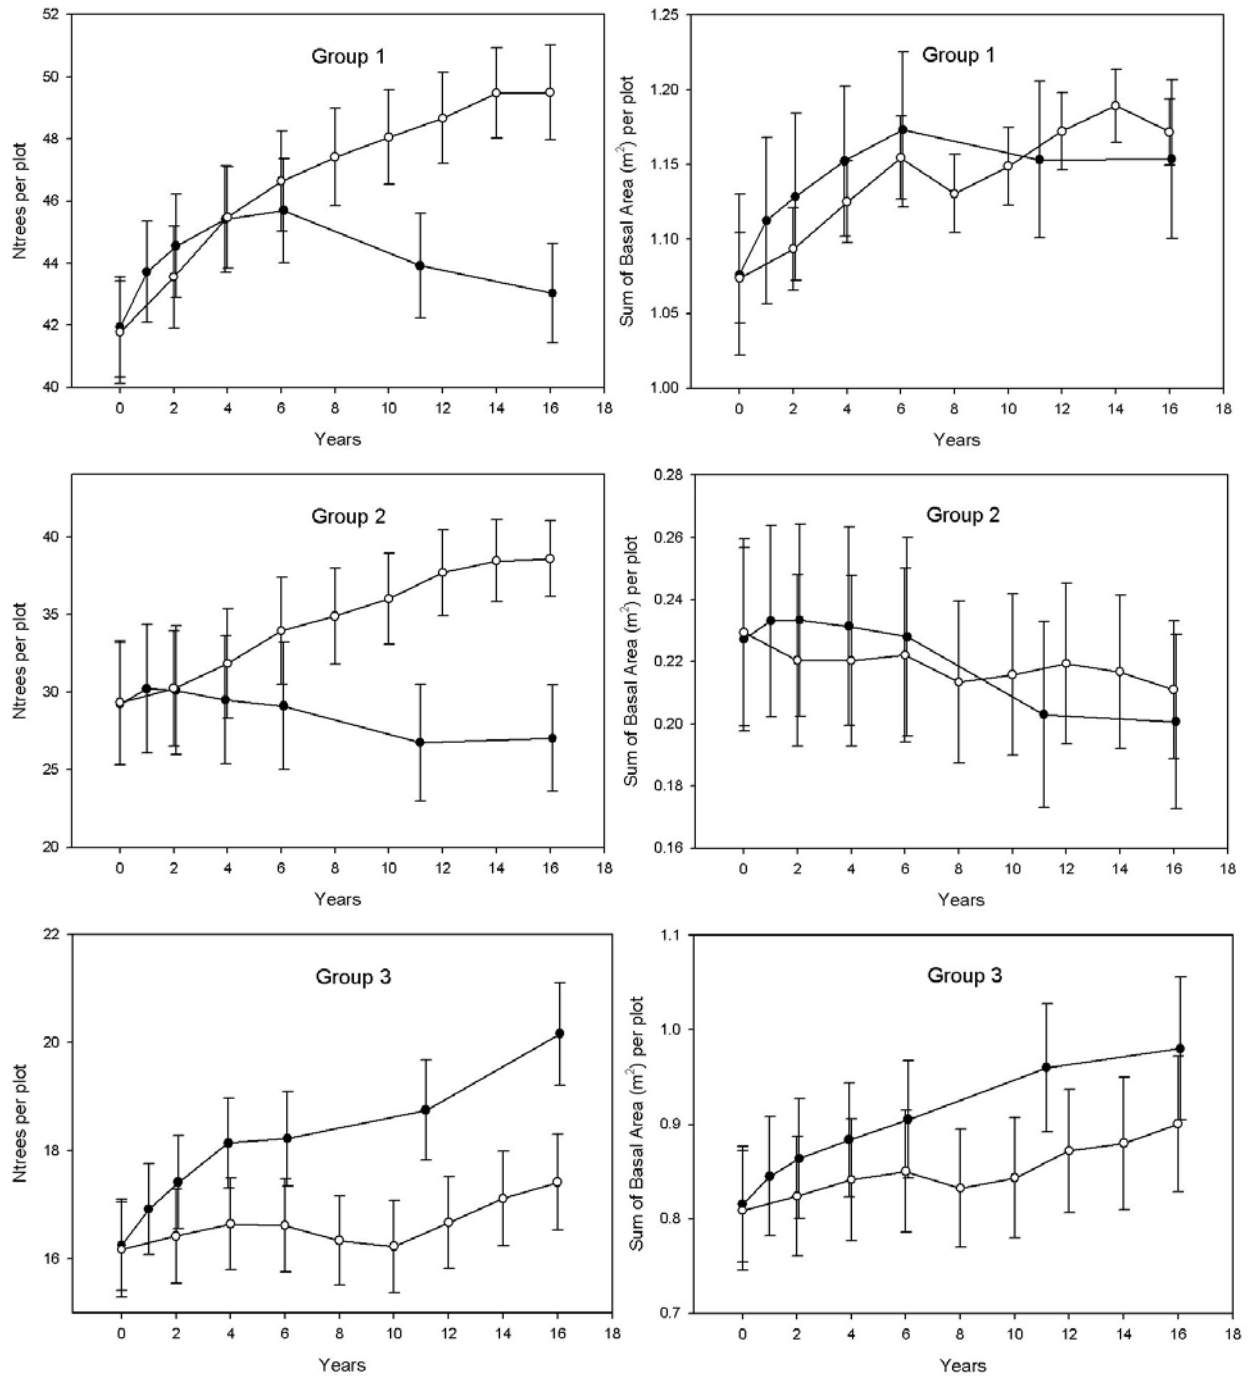 Group 1
Ntrees per plot
52
50
48
46
44
42
40
0 2 4 6 8 10 12 14 16 18
Years
Group 1
Sum of Basal Area (m²) per plot
1.25
1.20
1.15
1.10
1.05
1.00
0 2 4 6 8 10 12 14 16 18
Years
Group 2
Ntrees per plot
40
35
30
25
20
0 2 4 6 8 10 12 14 16 18
Years
Group 2
Sum of Basal Area (m²) per plot
0.28
0.26
0.24
0.22
0.20
0.18
0.16
0 2 4 6 8 10 12 14 16 18
Years
Group 3
Ntrees per plot
22
20
18
16
0 2 4 6 8 10 12 14 16 18
Years
Group 3
Sum of Basal Area (m²) per plot
1.1
1.0
0.9
0.8
0.7
0 2 4 6 8 10 12 14 16 18
Years